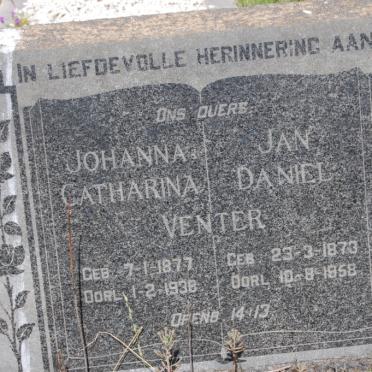 IN LIEFDEVOLLE HERINNERING AAN
ONS OUERS
JOHANNA CATHARINA
JAN DANIEL
VENTER
GEB. 7-1-1877
OORL. 1-2-1938
GEB. 23-3-1873
OORL. 10-8-1958
OPENB. 14:13